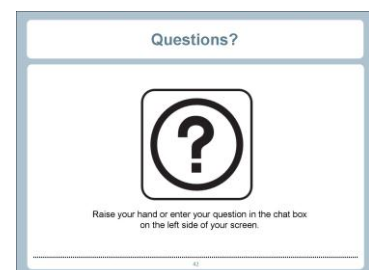 Questions?
?
Raise your hand or enter your question in the chat box
on the left side of your screen.